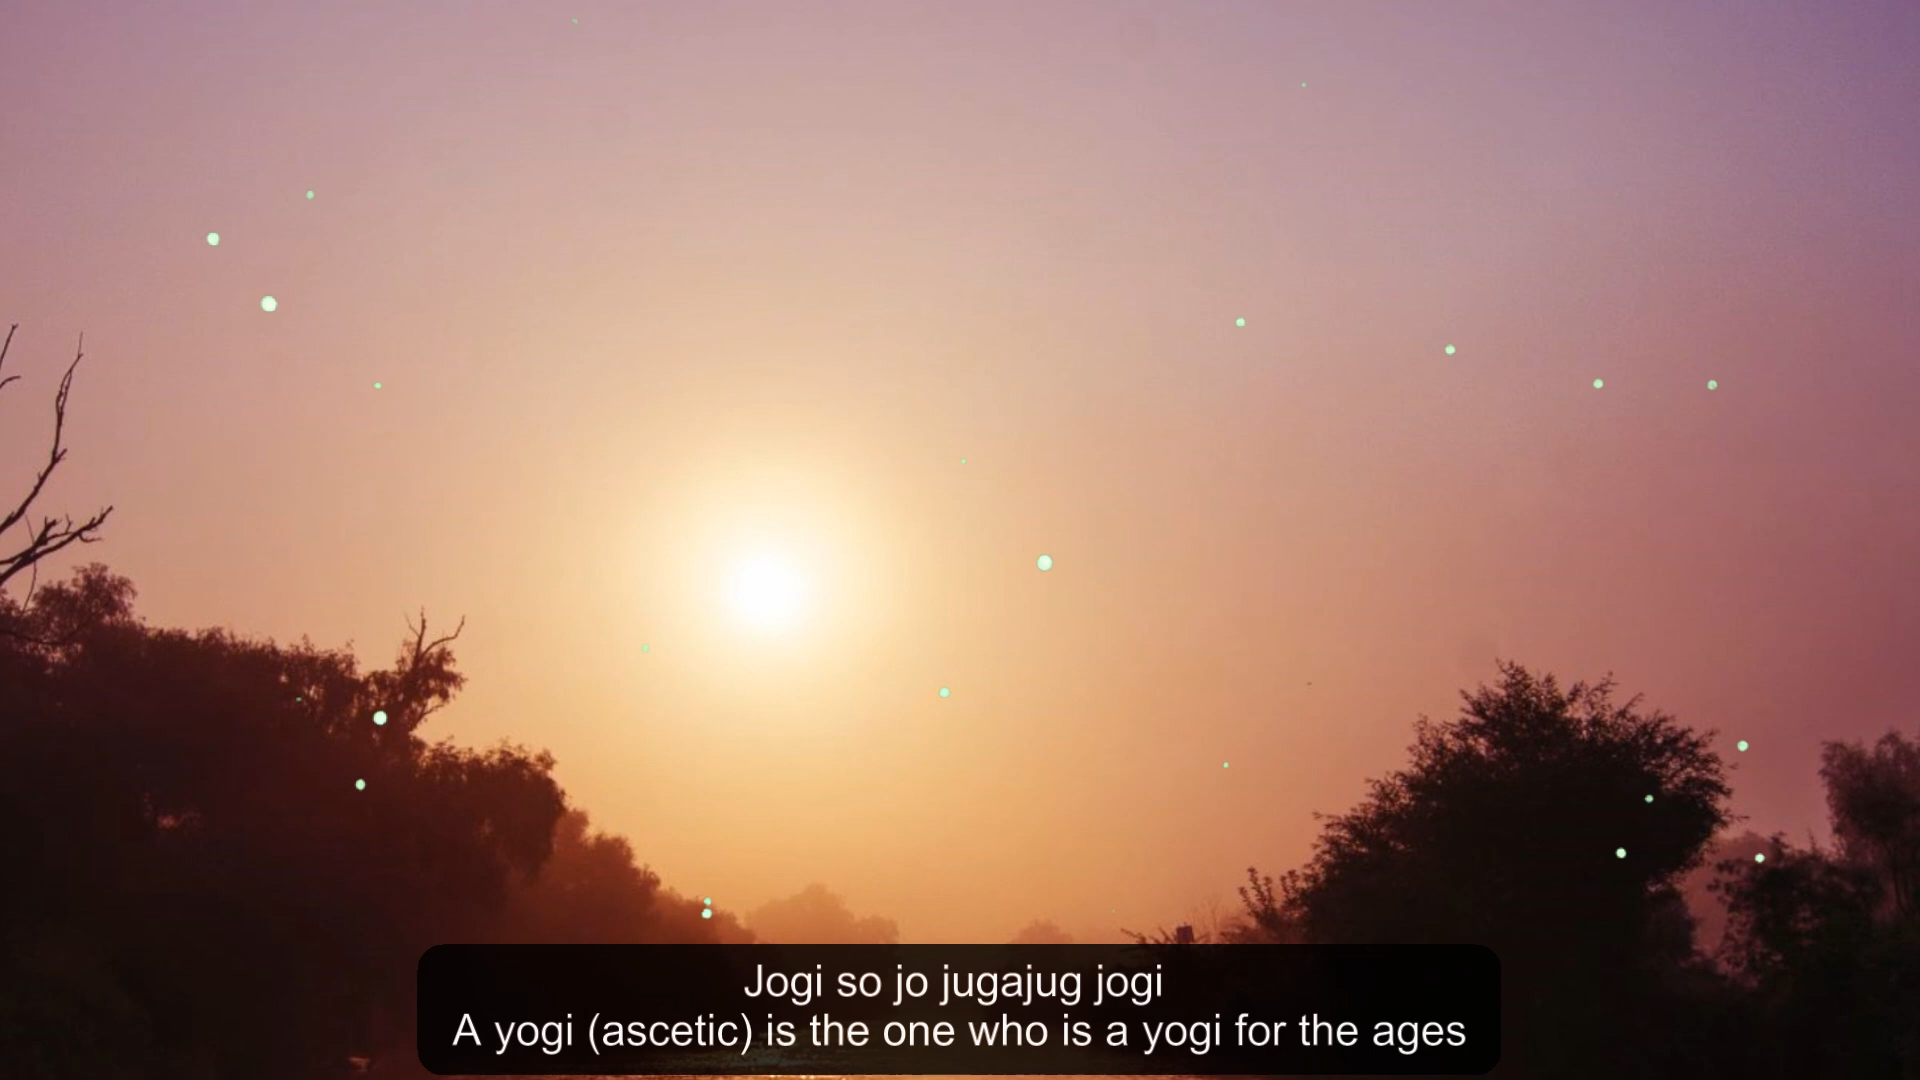 Jogi so jo jugajug jogi
A yogi (ascetic) is the one who is a yogi for the ages